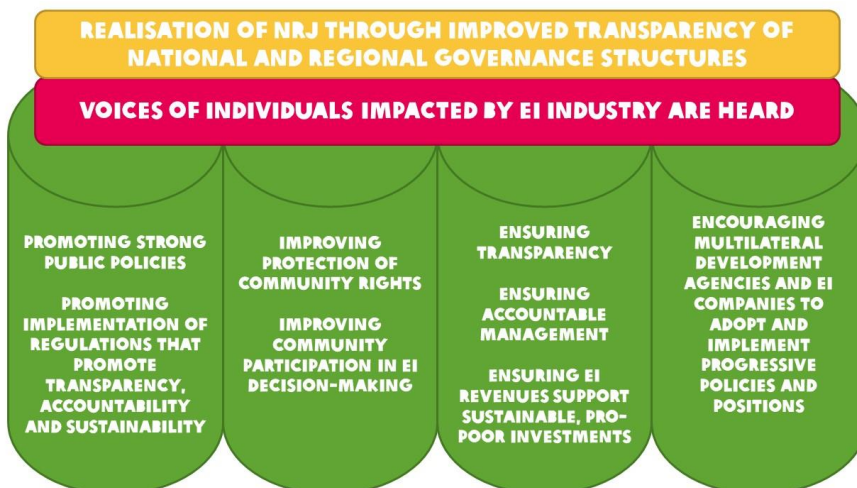 REALISATION OF NRJ THROUGH IMPROVED TRANSPARENCY OF
NATIONAL AND REGIONAL GOVERNANCE STRUCTURES
VOICES OF INDIVIDUALS IMPACTED BY EI INDUSTRY ARE HEARD
PROMOTING STRONG
PUBLIC POLICIES
PROMOTING
IMPLEMENTATION OF
REGULATIONS THAT
PROMOTE
TRANSPARENCY,
ACCOUNTABILITY
AND SUSTAINABILITY
IMPROVING
PROTECTION OF
COMMUNITY RIGHTS
IMPROVING
COMMUNITY
PARTICIPATION IN EI
DECISION-MAKING
ENSURING
TRANSPARENCY
ENSURING
ACCOUNTABLE
MANAGEMENT
ENSURING EI
REVENUES SUPPORT
SUSTAINABLE, PRO-
POOR INVESTMENTS
ENCOURAGING
MULTILATERAL
DEVELOPMENT
AGENCIES AND EI
COMPANIES TO
ADOPT AND
IMPLEMENT
PROGRESSIVE
POLICIES AND
POSITIONS